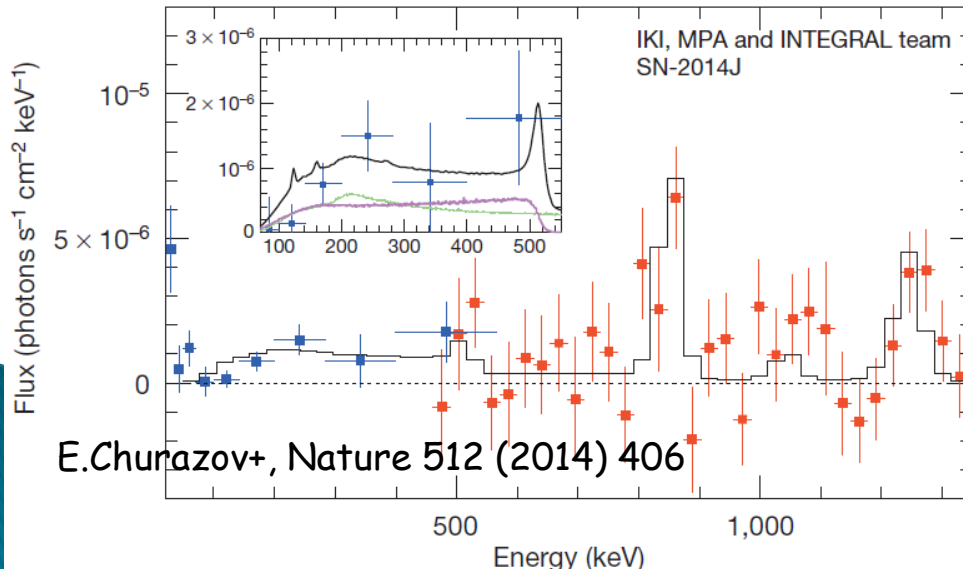 IKI, MPA and INTEGRAL team
SN-2014J
Flux (photons s⁻¹ cm⁻² keV⁻¹)
10⁻⁵
5 × 10⁻⁶
0
3 × 10⁻⁶
2 × 10⁻⁶
10⁻⁶
0
100 200 300 400 500
E.Churazov+, Nature 512 (2014) 406
500 1,000
Energy (keV)